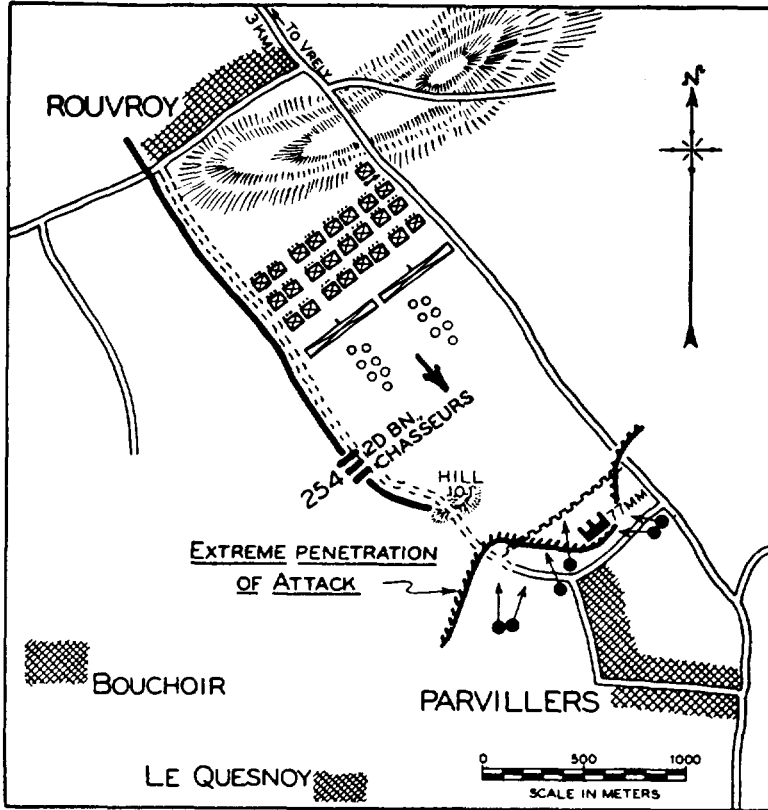 3 KM.
TO VRELY
N
ROUVROY
2D BN.
CHASSEURS
254
HILL
101
77MM
EXTREME PENETRATION
OF ATTACK
BOUCHOIR
PARVILLERS
LE QUESNOY
0 500 1000
SCALE IN METERS